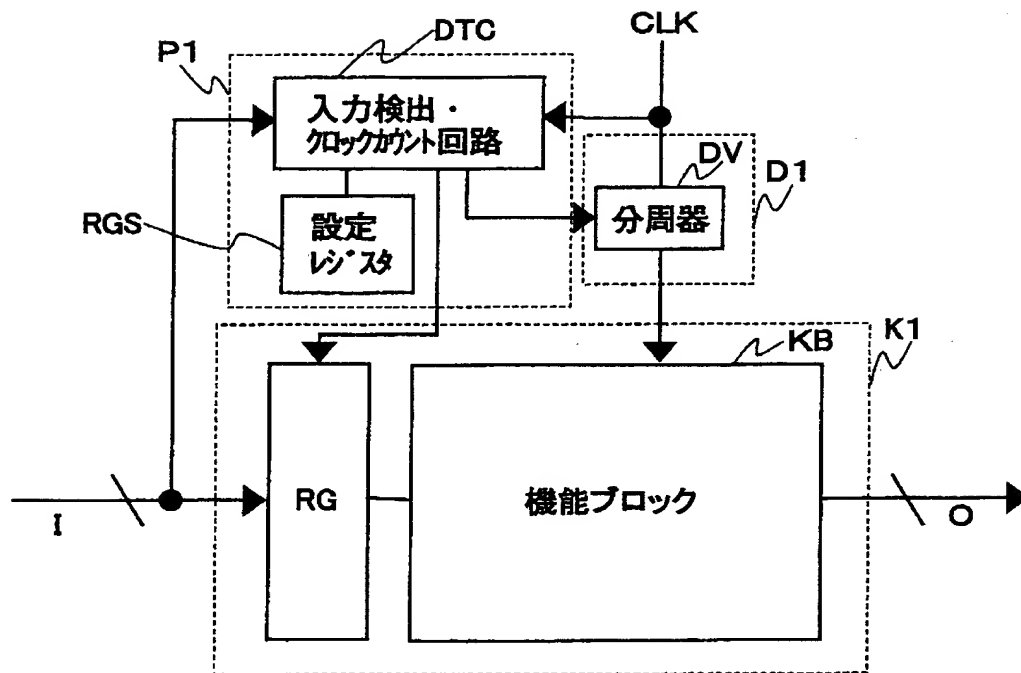 CLK
DTC
P1
入力検出・
クロックカウント回路
DV
D1
分周器
RGS
設定
レジスタ
KB
K1
RG
機能ブロック
I
O